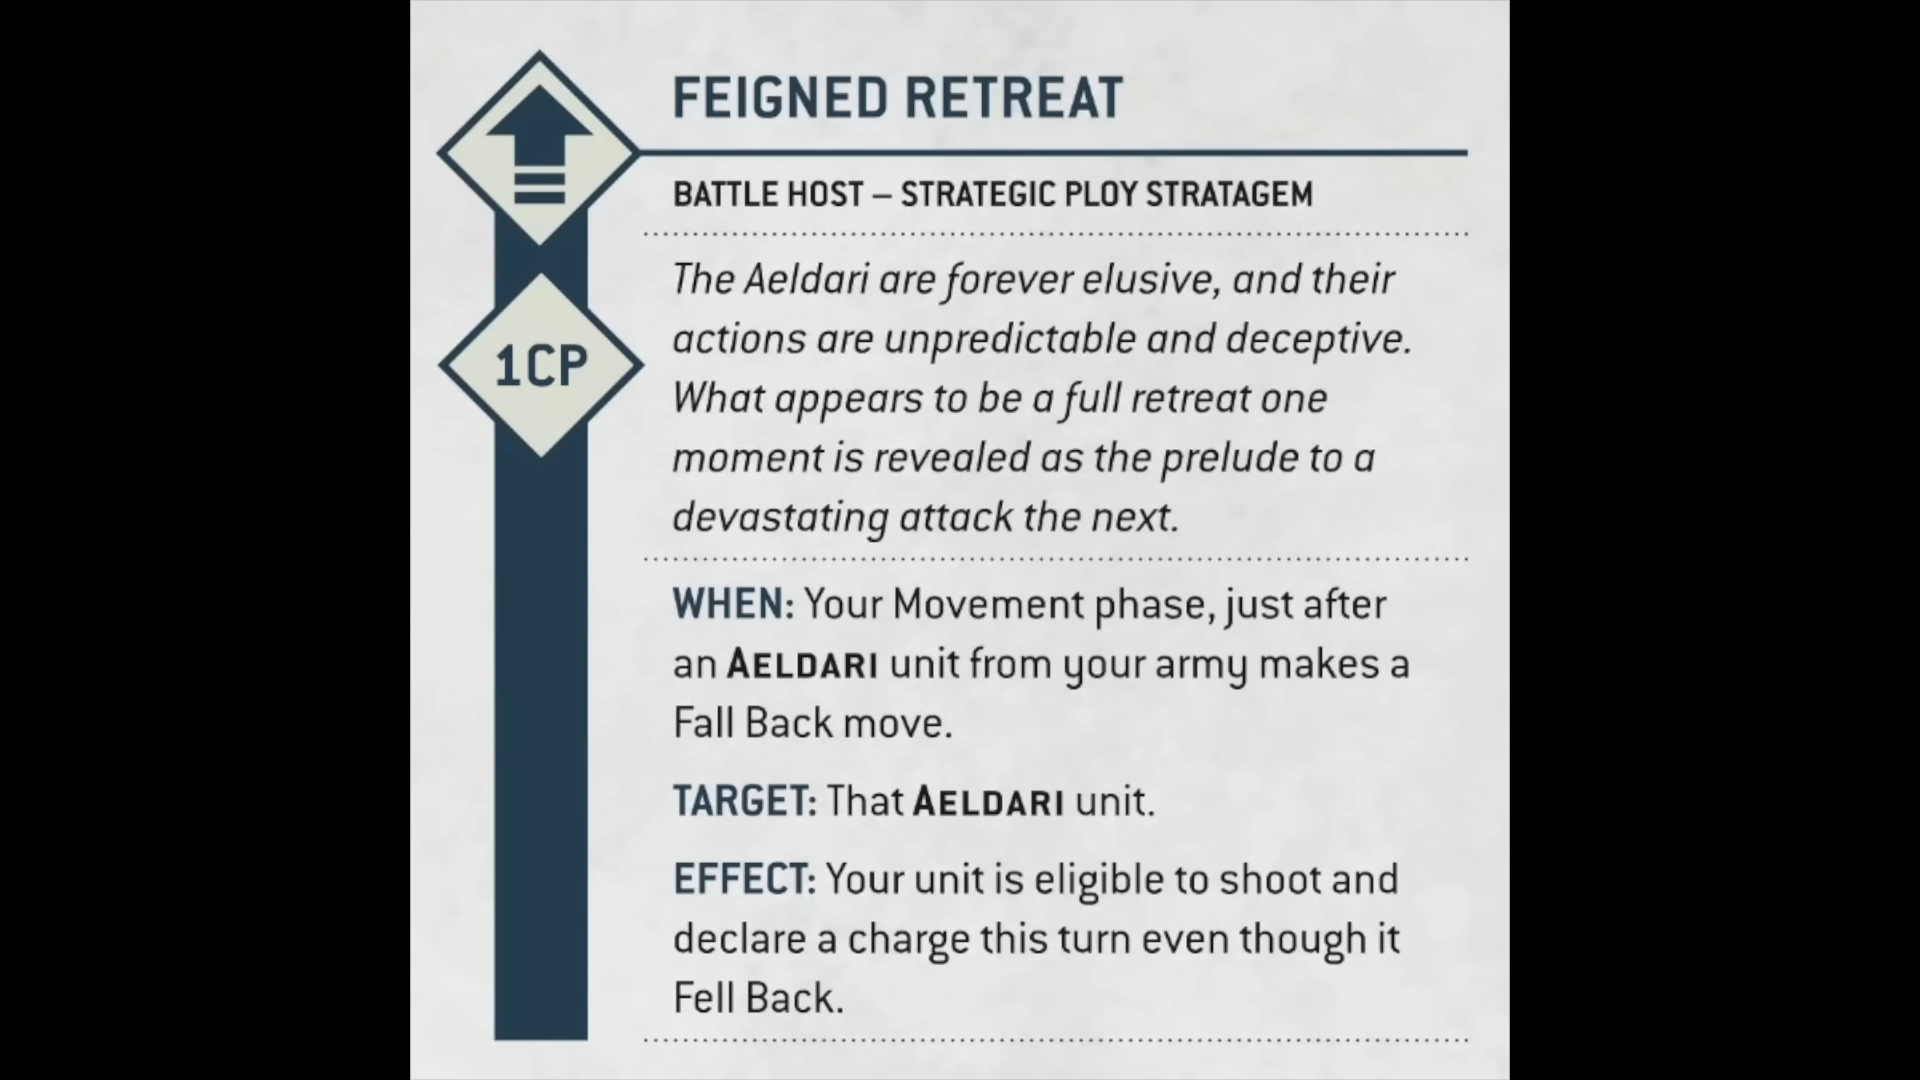 FEIGNED RETREAT
BATTLE HOST – STRATEGIC PLOY STRATAGEM
1CP
The Aeldari are forever elusive, and their
actions are unpredictable and deceptive.
What appears to be a full retreat one
moment is revealed as the prelude to a
devastating attack the next.
WHEN: Your Movement phase, just after
an AELDARI unit from your army makes a
Fall Back move.
TARGET: That AELDARI unit.
EFFECT: Your unit is eligible to shoot and
declare a charge this turn even though it
Fell Back.